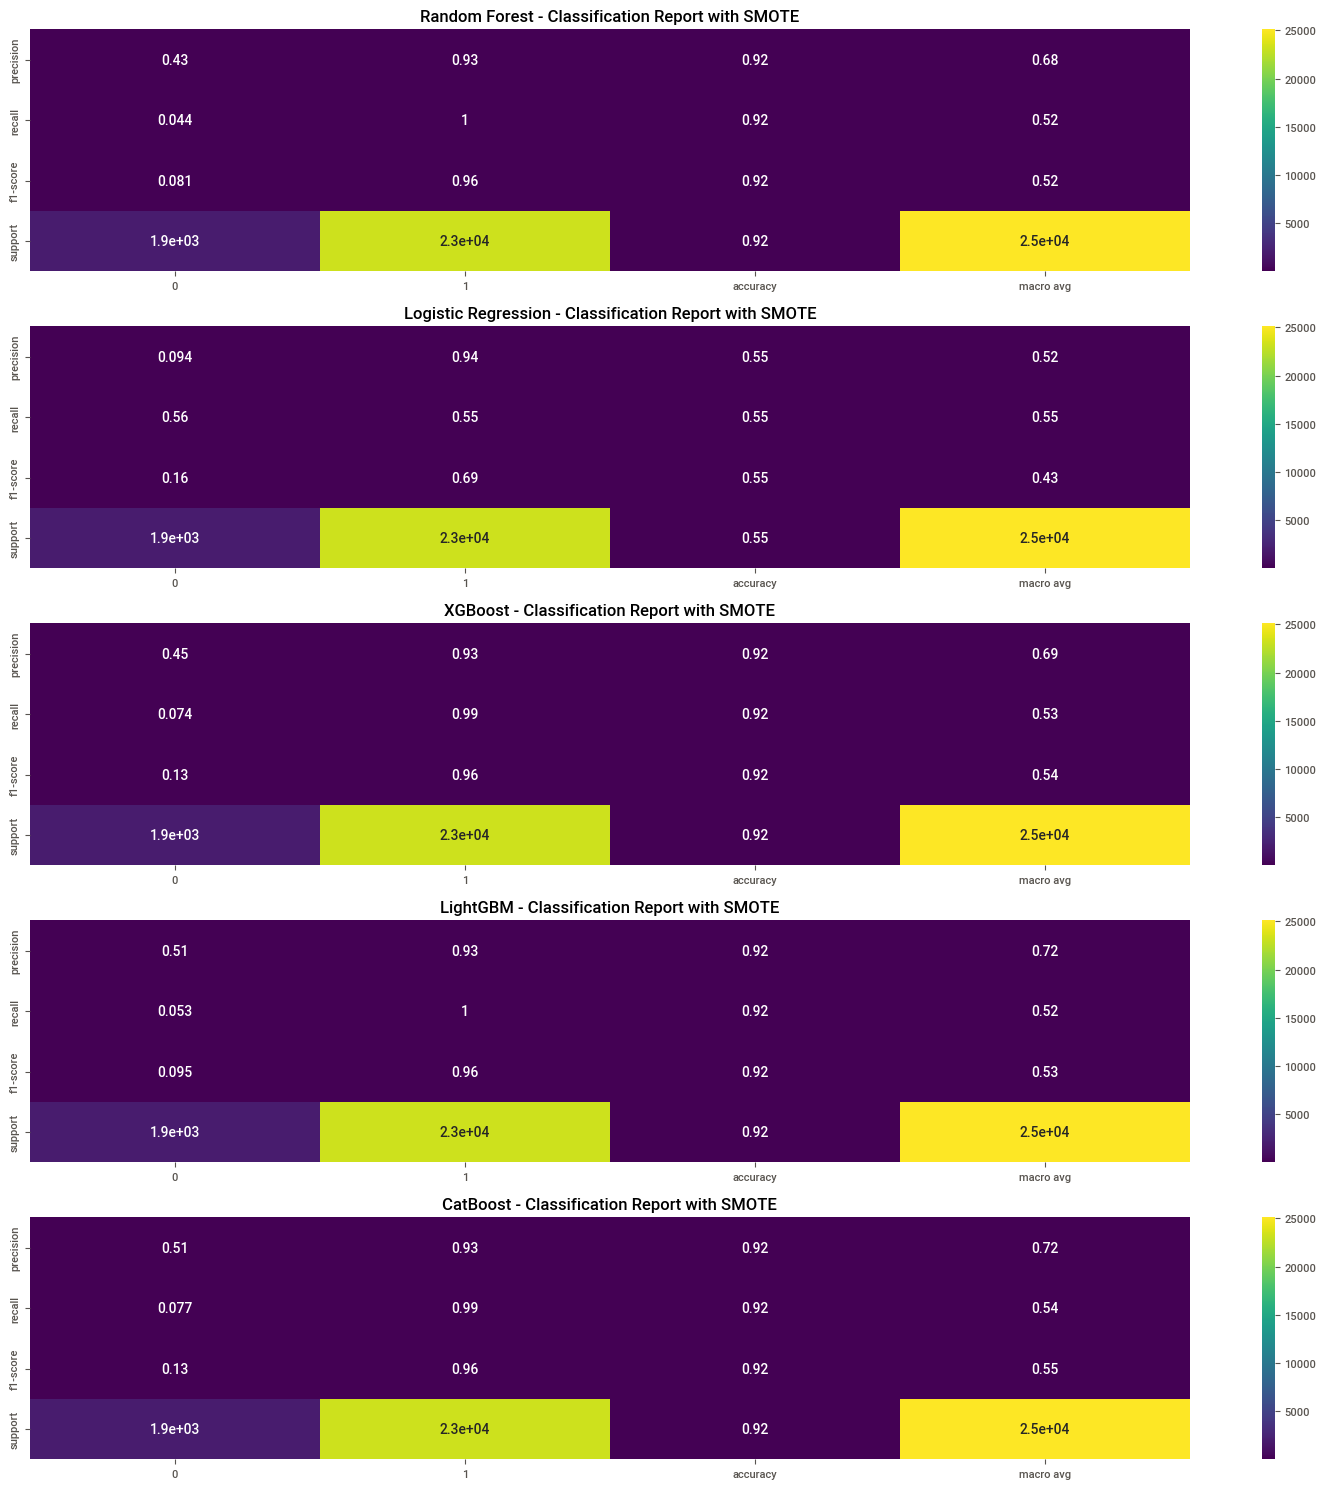 Random Forest - Classification Report with SMOTE
precision 0.43 0.93 0.92 0.68
recall 0.044 1 0.92 0.52
f1-score 0.081 0.96 0.92 0.52
support 1.9e+03 2.3e+04 0.92 2.5e+04
0 1 accuracy macro avg
25000
20000
15000
10000
5000
Logistic Regression - Classification Report with SMOTE
precision 0.094 0.94 0.55 0.52
recall 0.56 0.55 0.55 0.55
f1-score 0.16 0.69 0.55 0.43
support 1.9e+03 2.3e+04 0.55 2.5e+04
0 1 accuracy macro avg
25000
20000
15000
10000
5000
XGBoost - Classification Report with SMOTE
precision 0.45 0.93 0.92 0.69
recall 0.074 0.99 0.92 0.53
f1-score 0.13 0.96 0.92 0.54
support 1.9e+03 2.3e+04 0.92 2.5e+04
0 1 accuracy macro avg
25000
20000
15000
10000
5000
LightGBM - Classification Report with SMOTE
precision 0.51 0.93 0.92 0.72
recall 0.053 1 0.92 0.52
f1-score 0.095 0.96 0.92 0.53
support 1.9e+03 2.3e+04 0.92 2.5e+04
0 1 accuracy macro avg
25000
20000
15000
10000
5000
CatBoost - Classification Report with SMOTE
precision 0.51 0.93 0.92 0.72
recall 0.077 0.99 0.92 0.54
f1-score 0.13 0.96 0.92 0.55
support 1.9e+03 2.3e+04 0.92 2.5e+04
0 1 accuracy macro avg
25000
20000
15000
10000
5000